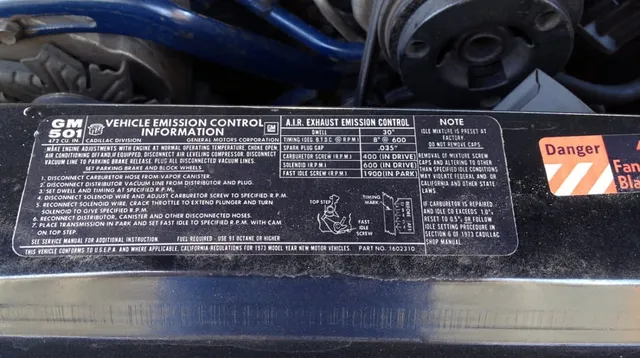 GM
501
472 CU. IN.
VEHICLE EMISSION CONTROL
INFORMATION
GM
CADILLAC DIVISION GENERAL MOTORS CORPORATION
MAKE ENGINE ADJUSTMENTS WITH ENGINE AT NORMAL OPERATING TEMPERATURE, CHOKE OPEN,
AIR CONDITIONING OFF AND, IF EQUIPPED, DISCONNECT AIR LEVELING COMPRESSOR. DISCONNECT
VACUUM LINE TO PARKING BRAKE RELEASE. PLUG ALL DISCONNECTED VACUUM LINES.
SET PARKING BRAKE AND BLOCK WHEELS.
1. DISCONNECT CARBURETOR HOSE FROM VAPOR CANISTER.
2. DISCONNECT DISTRIBUTOR VACUUM LINE FROM DISTRIBUTOR AND PLUG.
3. SET DWELL AND TIMING AT SPECIFIED R.P.M.
4. DISCONNECT SOLENOID WIRE AND ADJUST CARBURETOR SCREW TO SPECIFIED R.P.M.
5. RECONNECT SOLENOID WIRE, CRACK THROTTLE TO EXTEND PLUNGER AND TURN
SOLENOID TO GIVE SPECIFIED R.P.M.
6. RECONNECT DISTRIBUTOR, CANISTER AND OTHER DISCONNECTED HOSES.
7. PLACE TRANSMISSION IN PARK AND SET FAST IDLE TO SPECIFIED R.P.M. WITH CAM
ON TOP STEP.
SEE SERVICE MANUAL FOR ADDITIONAL INSTRUCTION. FUEL REQUIRED - USE 91 OCTANE OR HIGHER
THIS VEHICLE CONFORMS TO U.S.E.P.A. AND WHERE APPLICABLE, CALIFORNIA REGULATIONS FOR 1973 MODEL YEAR NEW MOTOR VEHICLES. PART NO. 1602310
A.I.R. EXHAUST EMISSION CONTROL
DWELL 30°
TIMING (DEG. B T D C @ R.P.M.) 8° @ 600
SPARK PLUG GAP .035"
CARBURETOR SCREW (R.P.M.) 400 (IN DRIVE)
SOLENOID (R.P.M.) 600 (IN DRIVE)
FAST IDLE SCREW (R.P.M.) 1900 (IN PARK)
TOP STEP
FAST
IDLE
SCREW
TIMING
MARK
NOTE
IDLE MIXTURE IS PRESET AT
FACTORY.
DO NOT REMOVE CAPS.
REMOVAL OF MIXTURE SCREW
CAPS AND ALTERING TO OTHER
THAN SPECIFIED IDLE CONDITIONS
MAY VIOLATE FEDERAL AND OR
CALIFORNIA AND OTHER STATE
LAWS.
IF CARBURETOR IS REPAIRED
AND IDLE CO EXCEEDS 1.0%,
RESET TO 0.5%, OR FOLLOW
IDLE SETTING PROCEDURE IN
SECTION 6 OF 1973 CADILLAC
SHOP MANUAL.
Danger
Fan